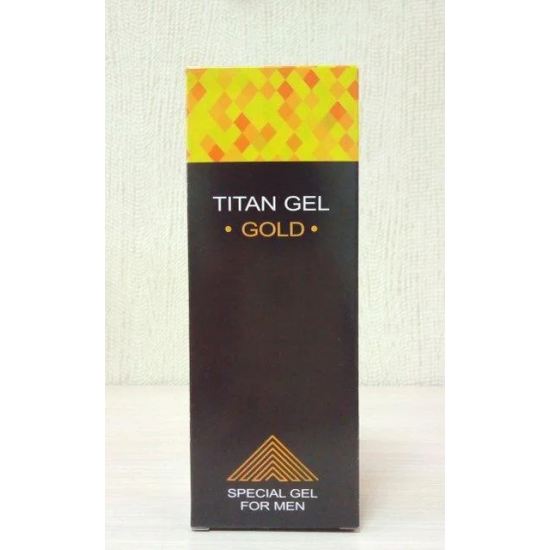 TITAN GEL
• GOLD •
SPECIAL GEL
FOR MEN